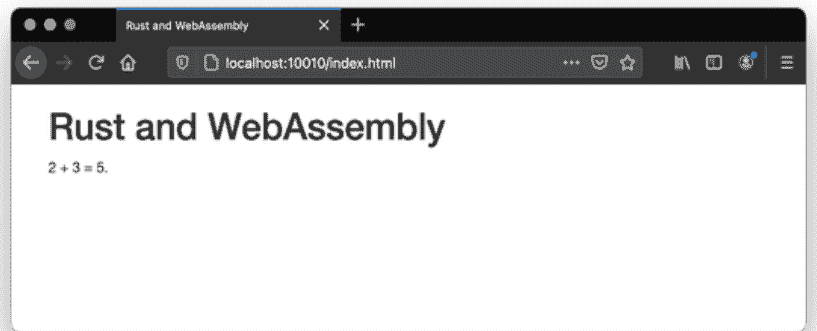 Rust and WebAssembly
localhost:10010/index.html
Rust and WebAssembly
2 + 3 = 5.